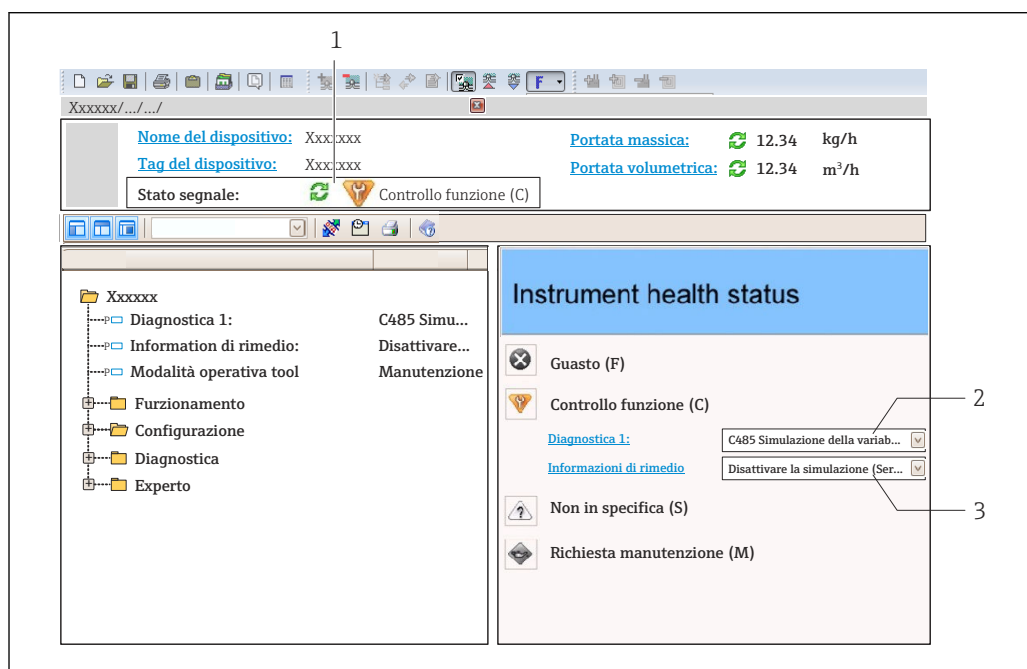 1
F
Xxxxxx/.../.../
Nome del dispositivo: Xxxxxxx
Portata massica: 12.34 kg/h
Tag del dispositivo: Xxxxxxx
Portata volumetrica: 12.34 m³/h
Stato segnale: Controllo funzione (C)
Xxxxxx
P Diagnostica 1: C485 Simu...
P Information di rimedio: Disattivare...
P Modalità operativa tool Manutenzione
Furzionamento
Configurazione
Diagnostica
Experto
Instrument health status
Guasto (F)
Controllo funzione (C)
2
Diagnostica 1: C485 Simulazione della variab...
Informazioni di rimedio Disattivare la simulazione (Ser...
3
Non in specifica (S)
Richiesta manutenzione (M)